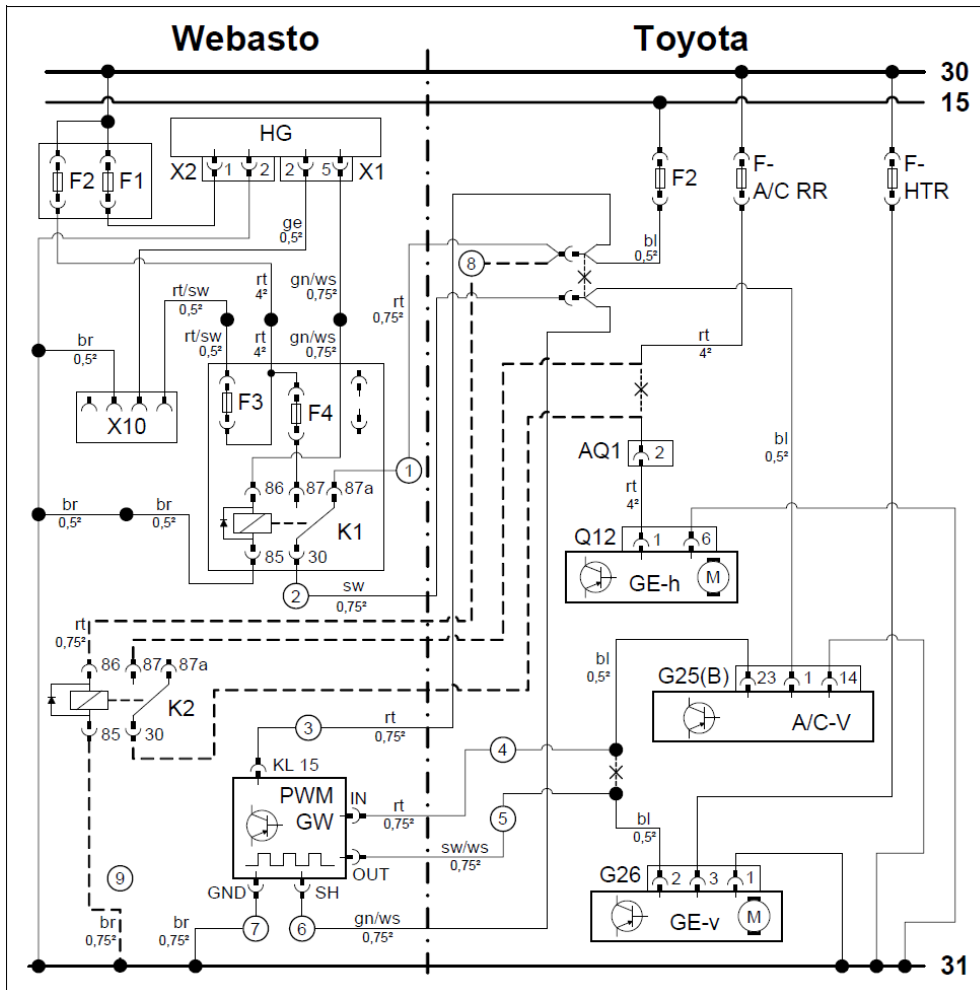 Webasto Toyota
30
15
HG
X2 1 2 2 5 X1
F2 F1
F2
F-
A/C RR
F-
HTR
ge
0,5²
bl
0,5²
8
rt
4²
gn/ws
0,75²
rt
0,75²
rt/sw
0,5²
rt/sw
0,5²
rt
4²
gn/ws
0,75²
br
0,5²
rt
4²
X10
F3
F4
AQ1 2
bl
0,5²
1
86 87 87a
rt
4²
br
0,5²
br
0,5²
K1
Q12 1 6
85 30
GE-h M
2
sw
0,75²
rt
0,75²
86 87 87a
bl
0,5²
G25(B) 23 1 14
K2
85 30
A/C-V
3
rt
0,75²
4
KL 15
PWM
GW
IN
rt
0,75²
5
bl
0,5²
sw/ws
0,75²
OUT
9
GND SH
G26 2 3 1
br
0,75²
br
0,75²
7
6
gn/ws
0,75²
GE-v M
31